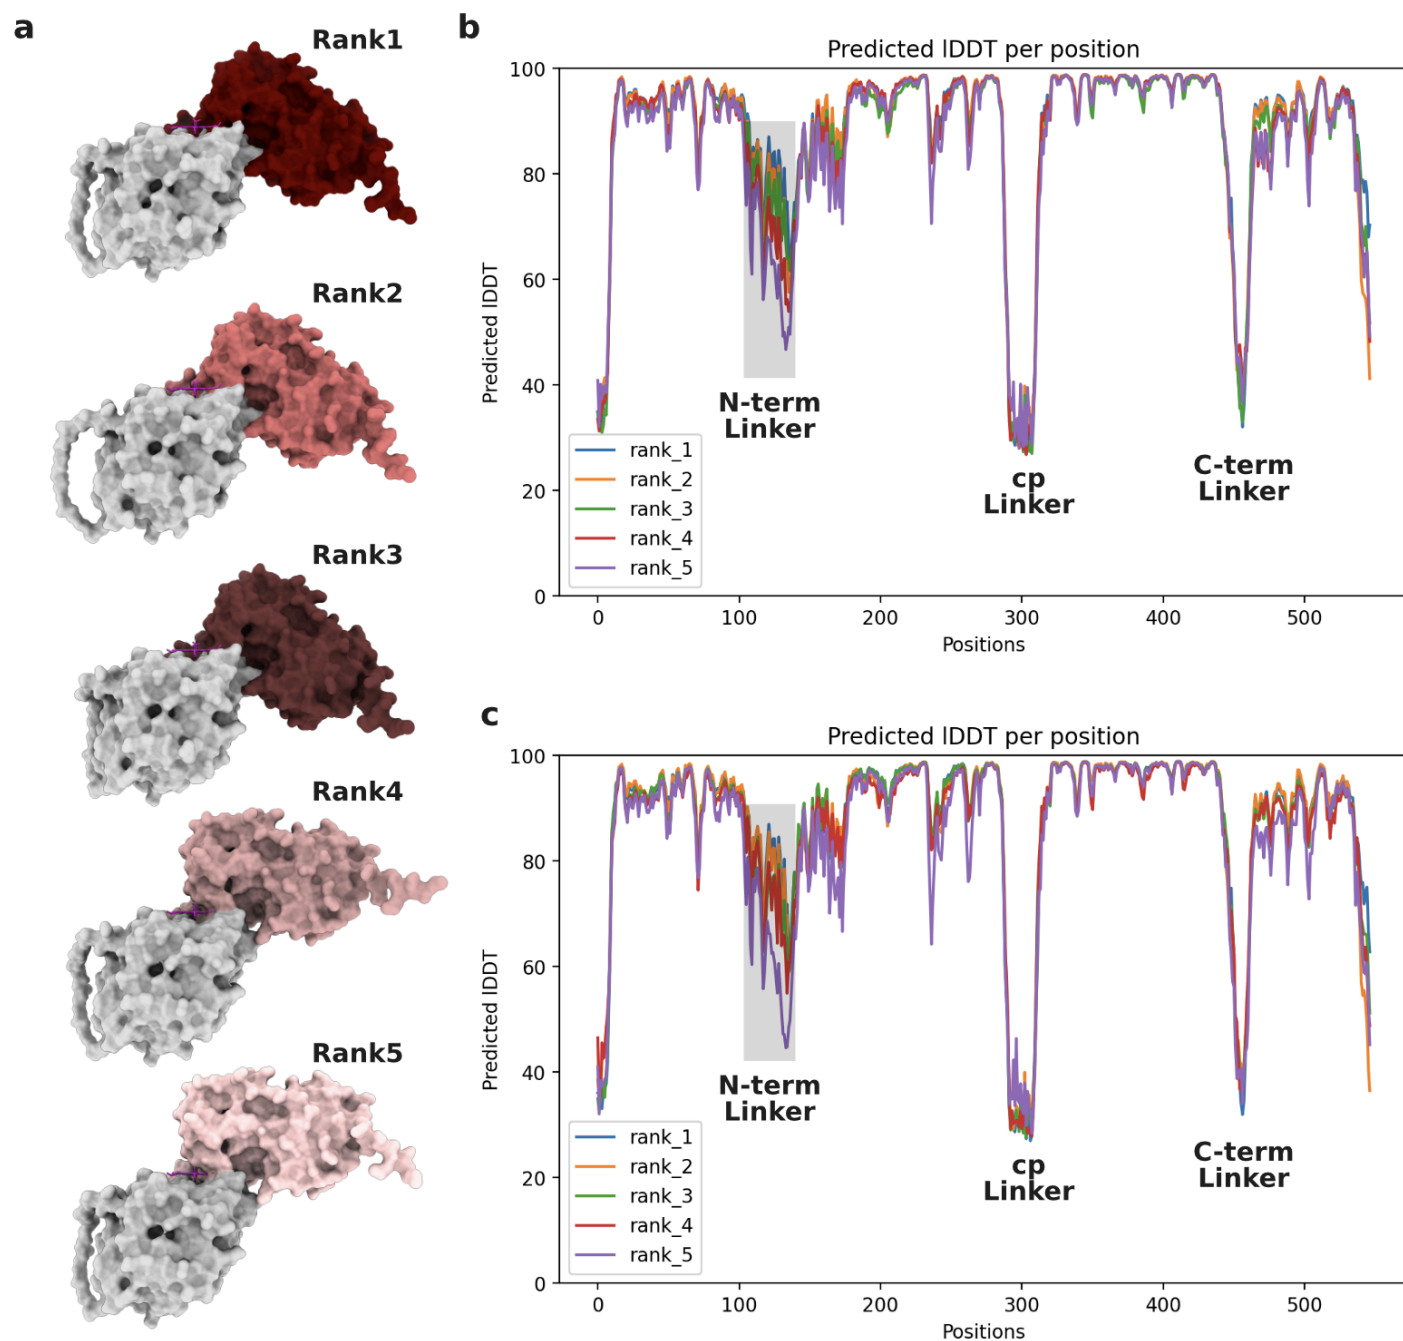 a
Rank1
Rank2
Rank3
Rank4
Rank5
b
Predicted lDDT per position
Predicted lDDT
100
80
60
40
20
0
N-term
Linker
cp
Linker
C-term
Linker
rank_1
rank_2
rank_3
rank_4
rank_5
0 100 200 300 400 500
Positions
c
Predicted lDDT per position
Predicted lDDT
100
80
60
40
20
0
N-term
Linker
cp
Linker
C-term
Linker
rank_1
rank_2
rank_3
rank_4
rank_5
0 100 200 300 400 500
Positions